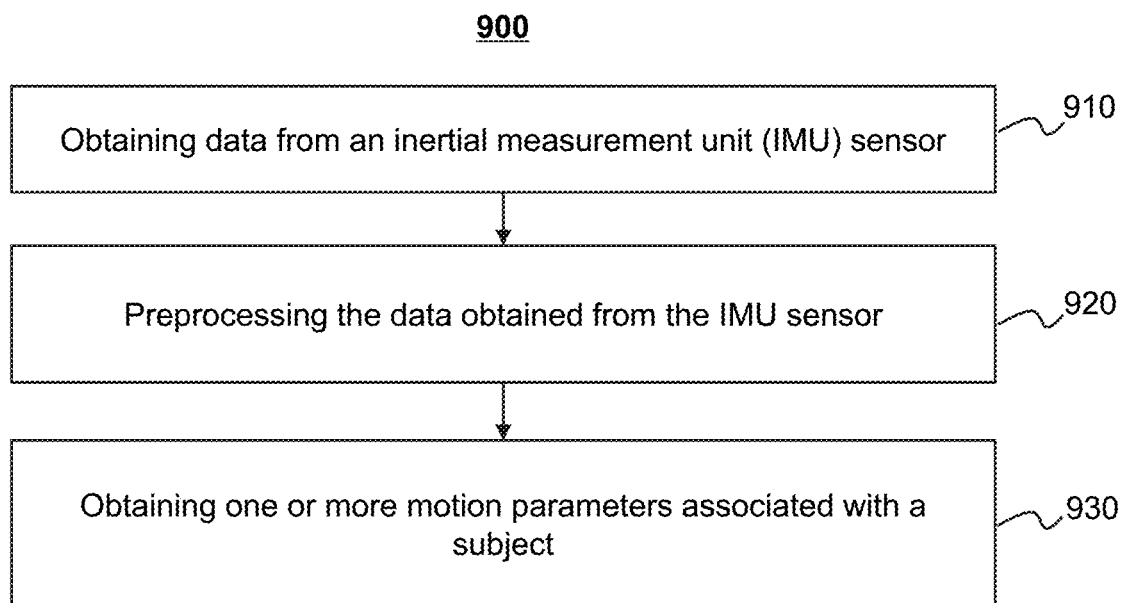 900
Obtaining data from an inertial measurement unit (IMU) sensor
910
Preprocessing the data obtained from the IMU sensor
920
Obtaining one or more motion parameters associated with a
subject
930